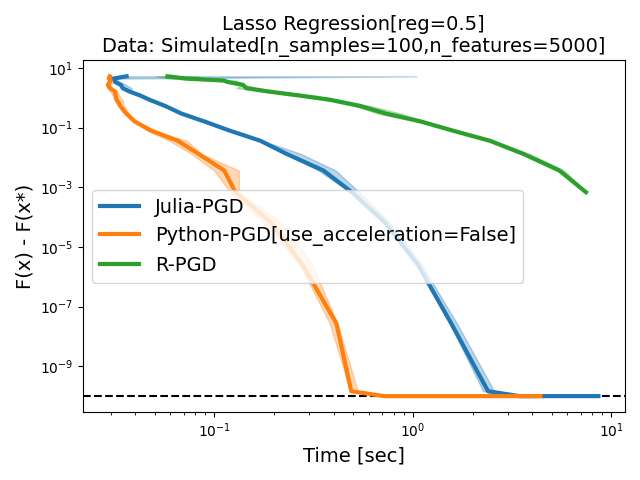 Lasso Regression[reg=0.5]
Data: Simulated[n_samples=100,n_features=5000]
F(x) - F(x*)
10¹
10⁻¹
10⁻³
10⁻⁵
10⁻⁷
10⁻⁹
Julia-PGD
Python-PGD[use_acceleration=False]
R-PGD
10⁻¹ 10⁰ 10¹
Time [sec]